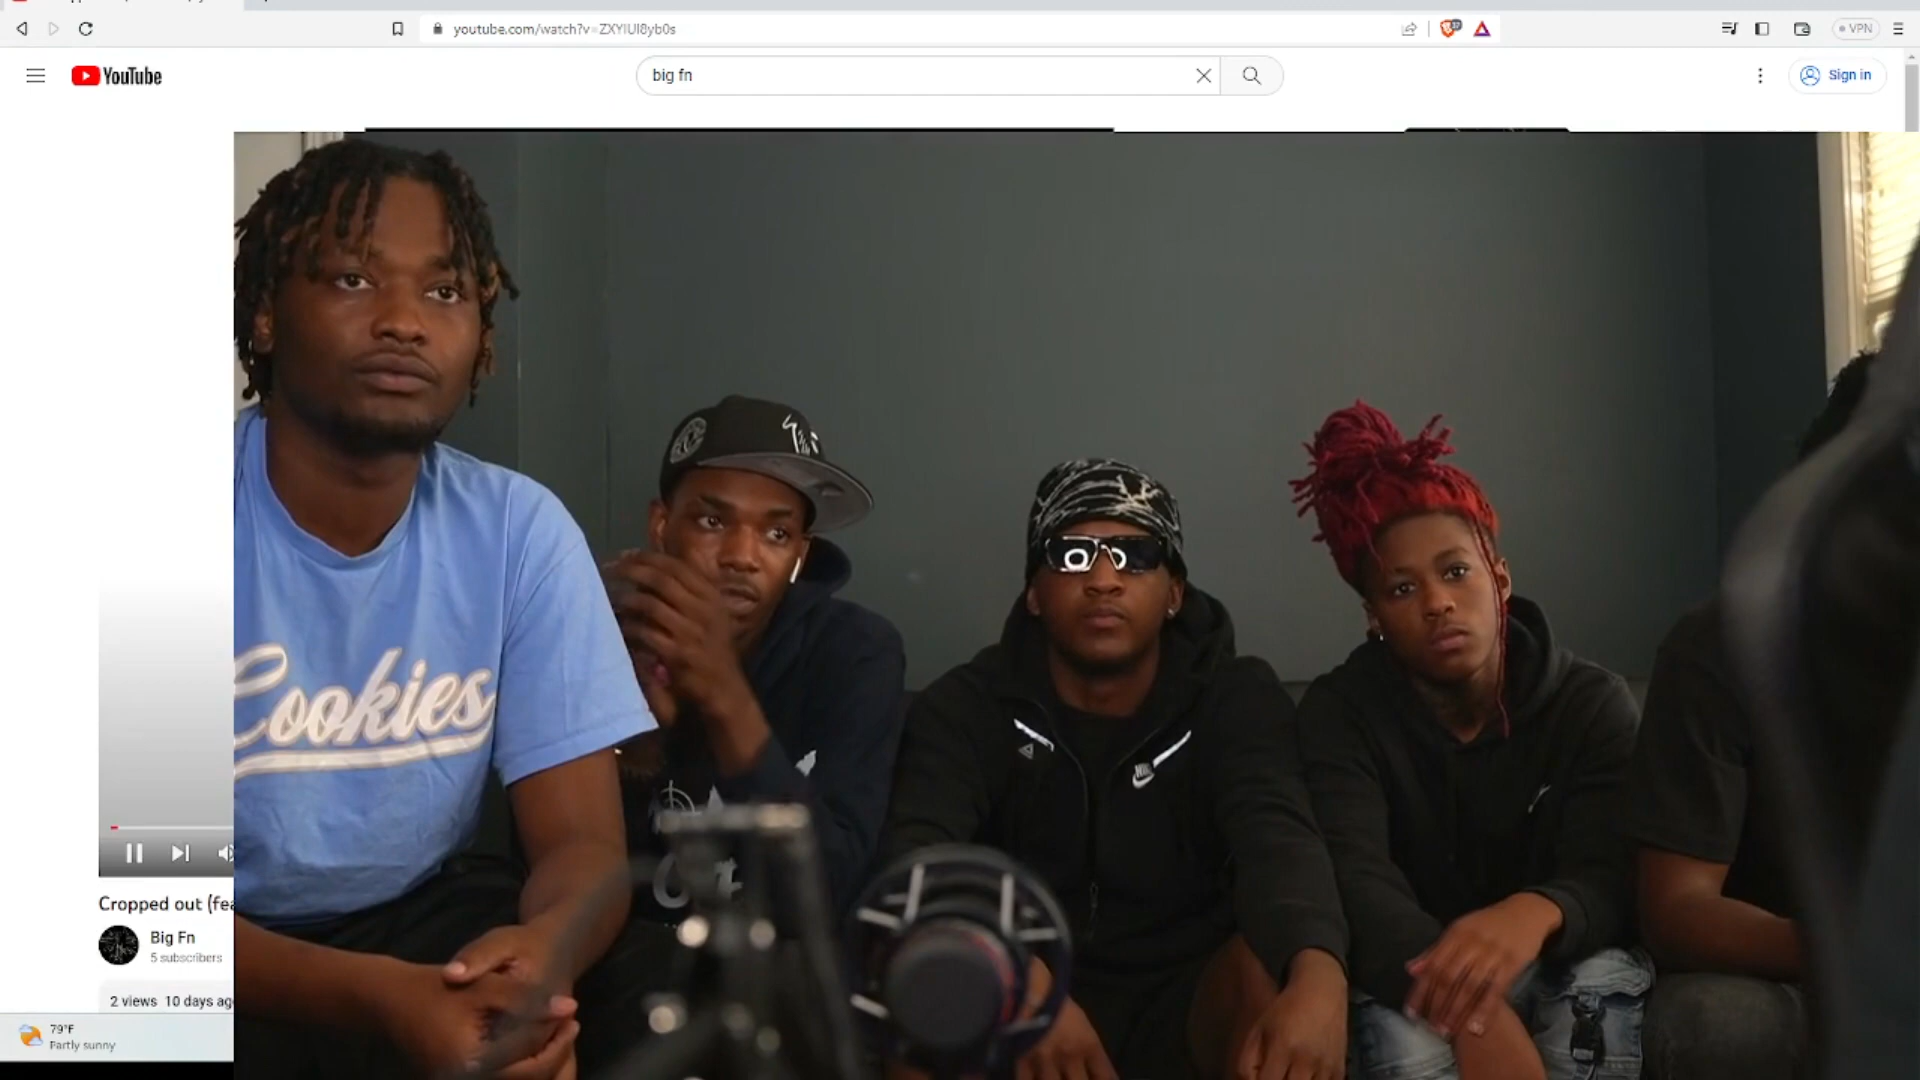 youtube.com/watch?v=ZXYIUI8yb0s
VPN
YouTube
big fn
Sign in
Cookies
Cropped out (fea
Big Fn
5 subscribers
2 views 10 days ag
79°F
Partly sunny